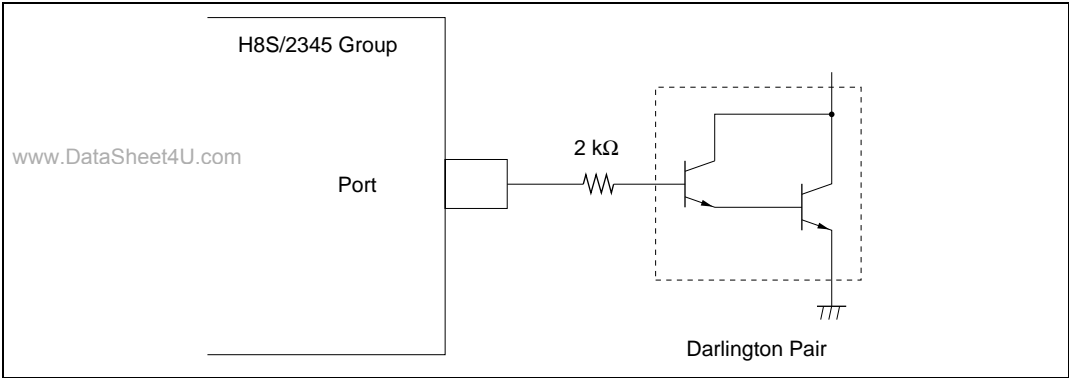 H8S/2345 Group
www.DataSheet4U.com
2 kΩ
Port
Darlington Pair